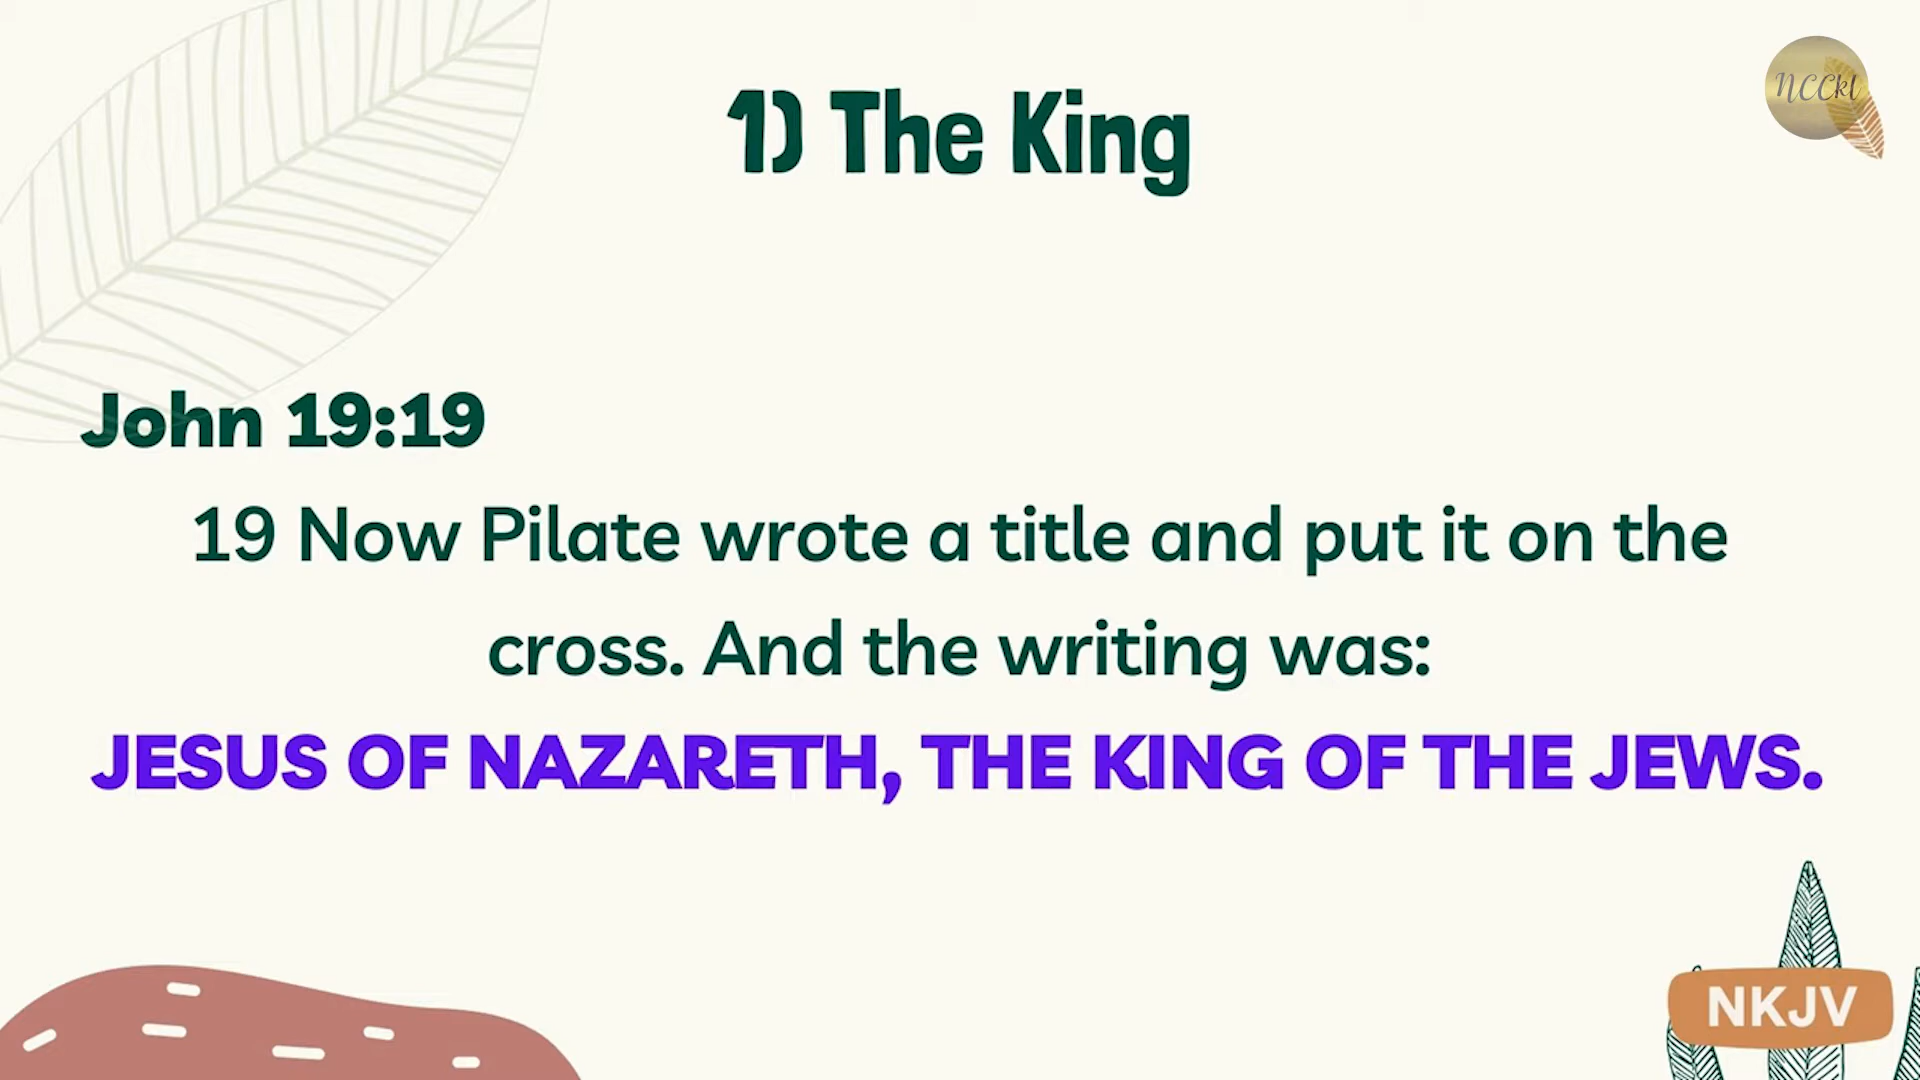 NCCkl
1) The King
John 19:19
19 Now Pilate wrote a title and put it on the
cross. And the writing was:
JESUS OF NAZARETH, THE KING OF THE JEWS.
NKJV